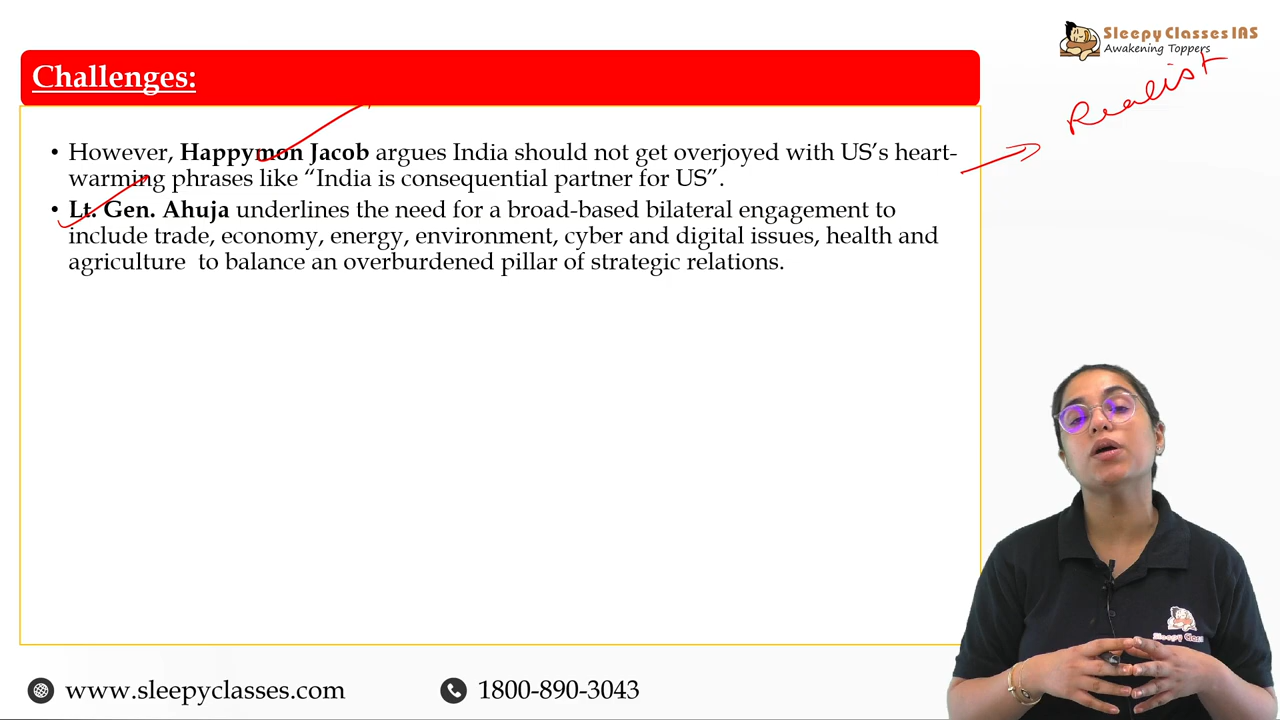 Sleepy Classes IAS
Awakening Toppers
Challenges:
Realist
• However, Happymon Jacob argues India should not get overjoyed with US’s heart-
warming phrases like “India is consequential partner for US”.
• Lt. Gen. Ahuja underlines the need for a broad-based bilateral engagement to
include trade, economy, energy, environment, cyber and digital issues, health and
agriculture to balance an overburdened pillar of strategic relations.
www.sleepyclasses.com
1800-890-3043